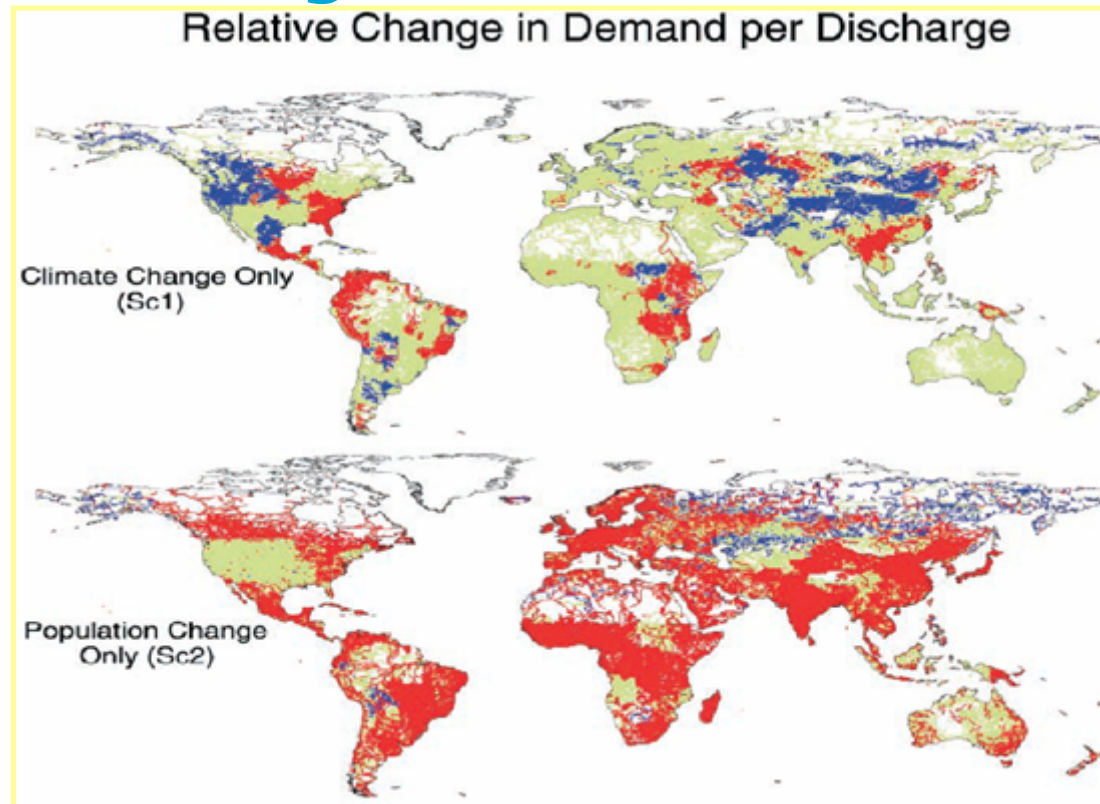 Relative Change in Demand per Discharge
Climate Change Only
(Sc1)
Population Change
Only (Sc2)